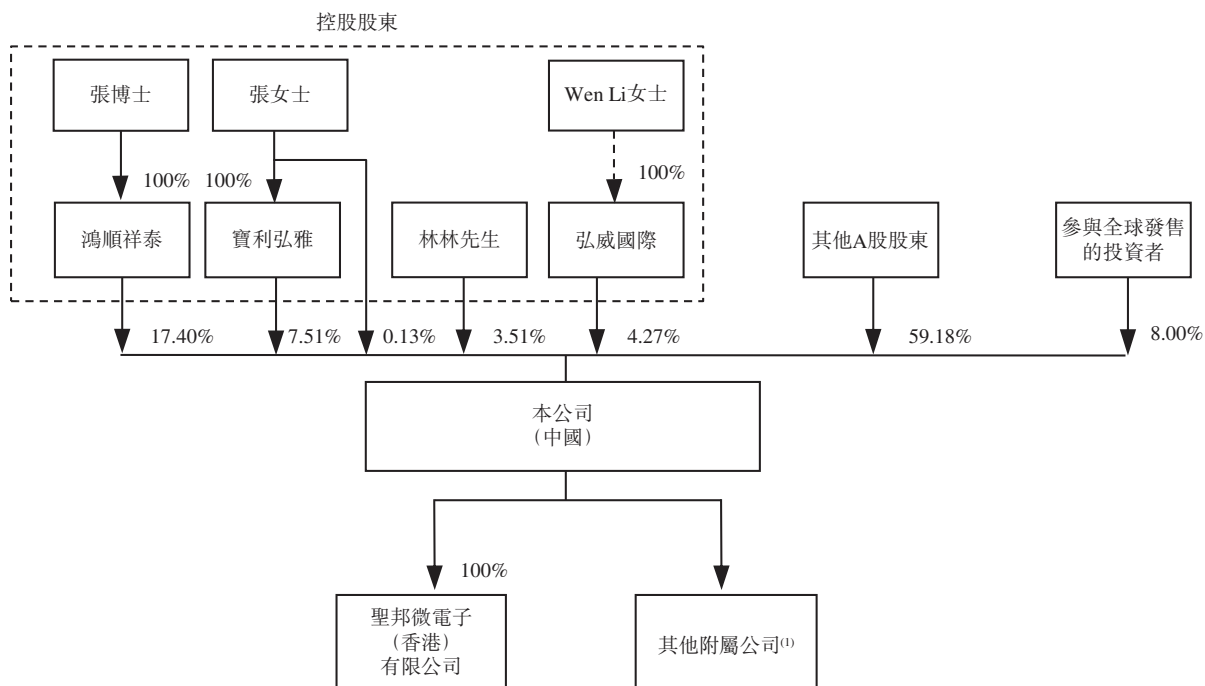 控股股東
張博士
張女士
Wen Li女士
100%
100%
100%
鴻順祥泰
寶利弘雅
林林先生
弘威國際
其他A股股東
參與全球發售
的投資者
17.40%
7.51%
0.13%
3.51%
4.27%
59.18%
8.00%
本公司
（中國）
100%
聖邦微電子
（香港）
有限公司
其他附屬公司(1)